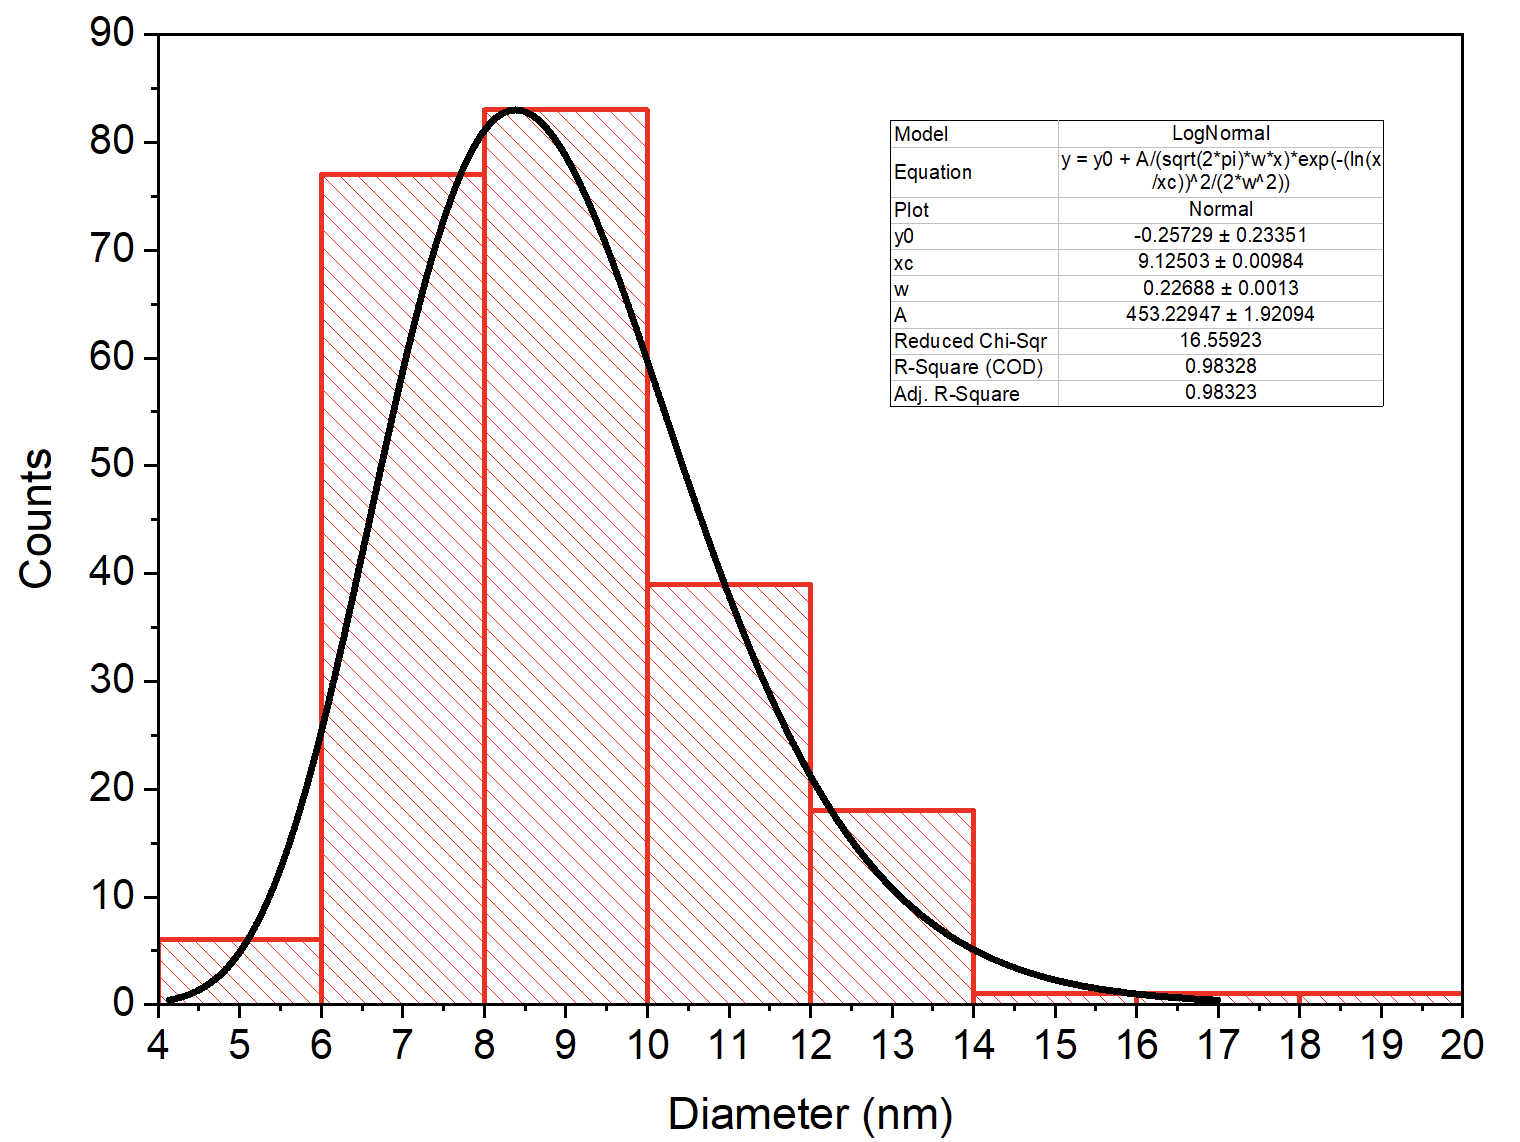 90
80
70
60
50
40
30
20
10
0
Counts
4 5 6 7 8 9 10 11 12 13 14 15 16 17 18 19 20
Diameter (nm)
Model LogNormal
Equation y = y0 + A/(sqrt(2*pi)*w*x)*exp(-(ln(x
/xc))^2/(2*w^2))
Plot Normal
y0 -0.25729 ± 0.23351
xc 9.12503 ± 0.00984
w 0.22688 ± 0.0013
A 453.22947 ± 1.92094
Reduced Chi-Sqr 16.55923
R-Square (COD) 0.98328
Adj. R-Square 0.98323